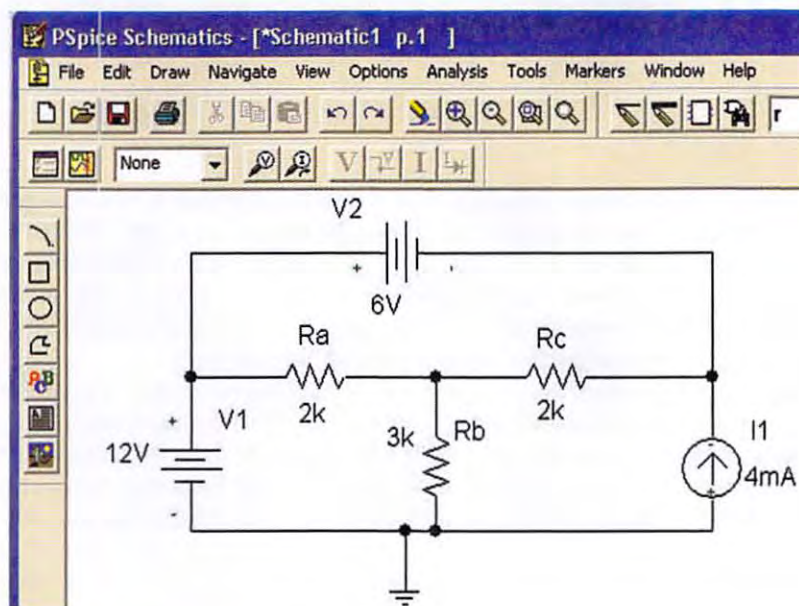 PSpice Schematics - [*Schematic1 p.1 ]
File Edit Draw Navigate View Options Analysis Tools Markers Window Help
r
None V I
V I
ABC
V2
+ -
6V
Ra Rc
2k 2k
+ V1
12V
-
3k Rb
I1
-
4mA
+